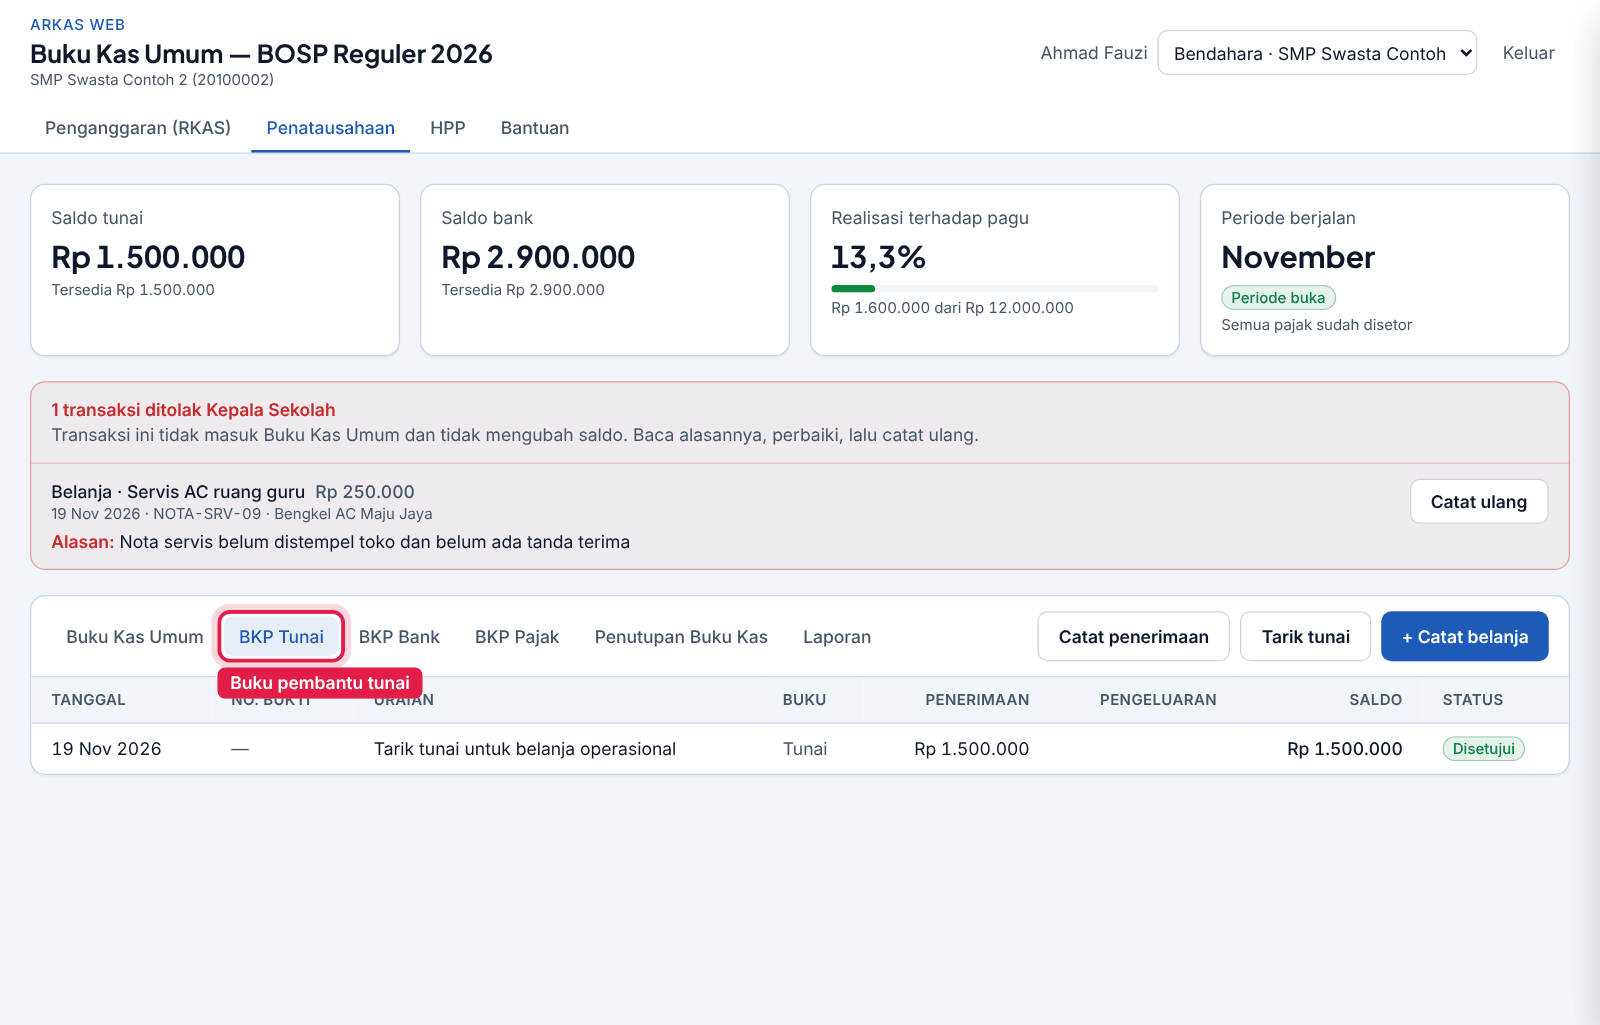 ARKAS WEB
Buku Kas Umum — BOSP Reguler 2026
SMP Swasta Contoh 2 (20100002)
Ahmad Fauzi
Bendahara · SMP Swasta Contoh
Keluar
Penganggaran (RKAS)
Penatausahaan
HPP
Bantuan
Saldo tunai
Rp 1.500.000
Tersedia Rp 1.500.000
Saldo bank
Rp 2.900.000
Tersedia Rp 2.900.000
Realisasi terhadap pagu
13,3%
Rp 1.600.000 dari Rp 12.000.000
Periode berjalan
November
Periode buka
Semua pajak sudah disetor
1 transaksi ditolak Kepala Sekolah
Transaksi ini tidak masuk Buku Kas Umum dan tidak mengubah saldo. Baca alasannya, perbaiki, lalu catat ulang.
Belanja · Servis AC ruang guru Rp 250.000
19 Nov 2026 · NOTA-SRV-09 · Bengkel AC Maju Jaya
Alasan: Nota servis belum distempel toko dan belum ada tanda terima
Catat ulang
Buku Kas Umum
BKP Tunai
BKP Bank
BKP Pajak
Penutupan Buku Kas
Laporan
Catat penerimaan
Tarik tunai
+ Catat belanja
Buku pembantu tunai
TANGGAL NO. BUKTI URAIAN BUKU PENERIMAAN PENGELUARAN SALDO STATUS
19 Nov 2026 — Tarik tunai untuk belanja operasional Tunai Rp 1.500.000 Rp 1.500.000 Disetujui